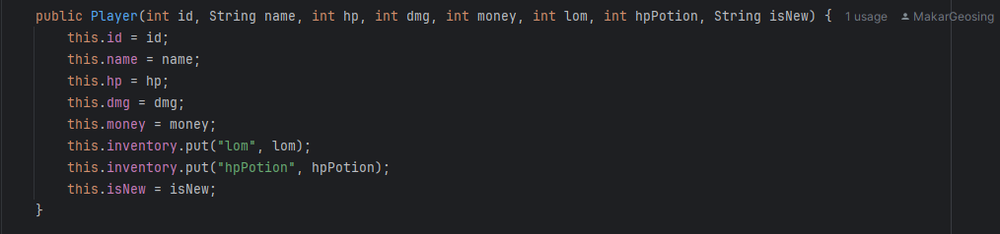 public Player(int id, String name, int hp, int dmg, int money, int lom, int hpPotion, String isNew) { 1 usage MakarGeosing
this.id = id;
this.name = name;
this.hp = hp;
this.dmg = dmg;
this.money = money;
this.inventory.put("lom", lom);
this.inventory.put("hpPotion", hpPotion);
this.isNew = isNew;
}